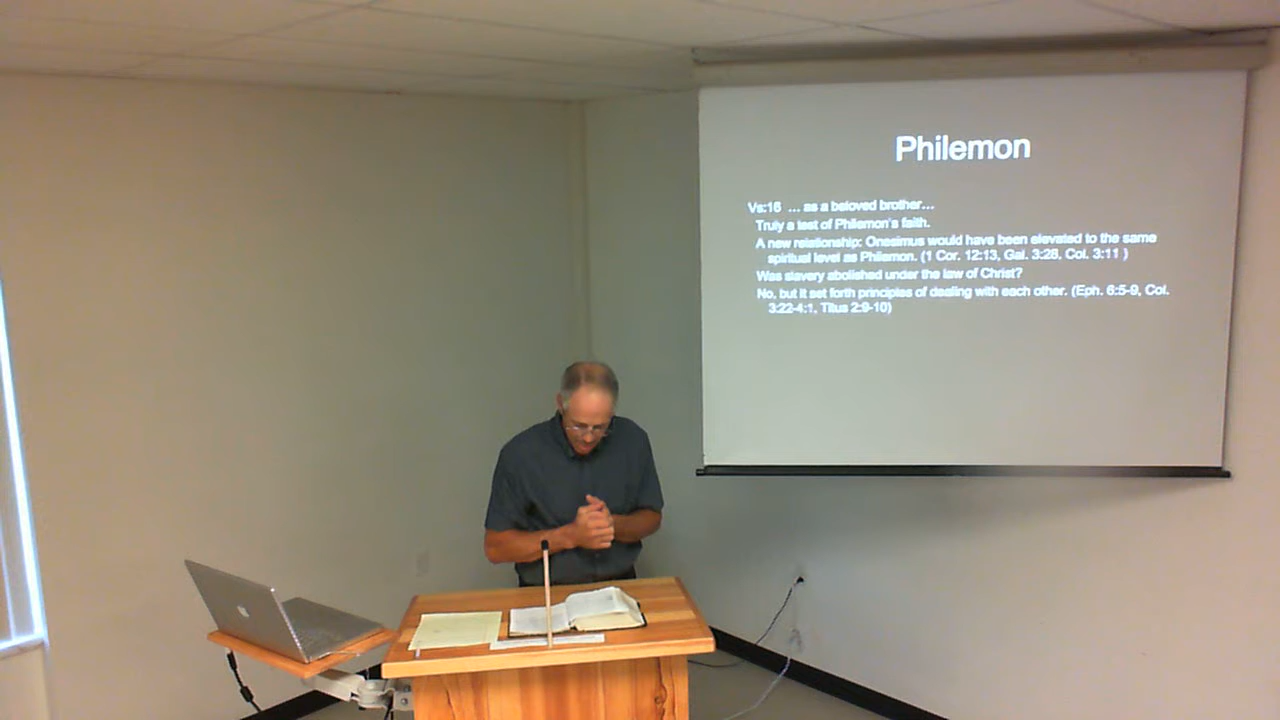 Philemon
Vs:16 ... as a beloved brother...
Truly a test of Philemon's faith.
A new relationship: Onesimus would have been elevated to the same
spiritual level as Philemon. (1 Cor. 12:13, Gal. 3:28, Col. 3:11 )
Was slavery abolished under the law of Christ?
No, but it set forth principles of dealing with each other. (Eph. 6:5-9, Col.
3:22-4:1, Titus 2:9-10)